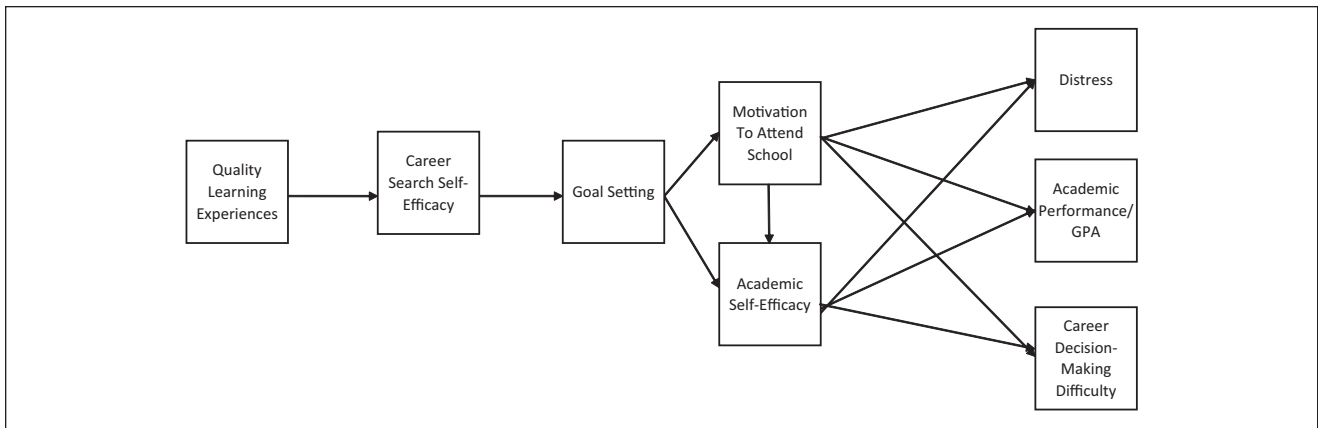 Quality
Learning
Experiences
Career
Search Self-
Efficacy
Goal Setting
Motivation
To Attend
School
Academic
Self-Efficacy
Distress
Academic
Performance/
GPA
Career
Decision-
Making
Difficulty